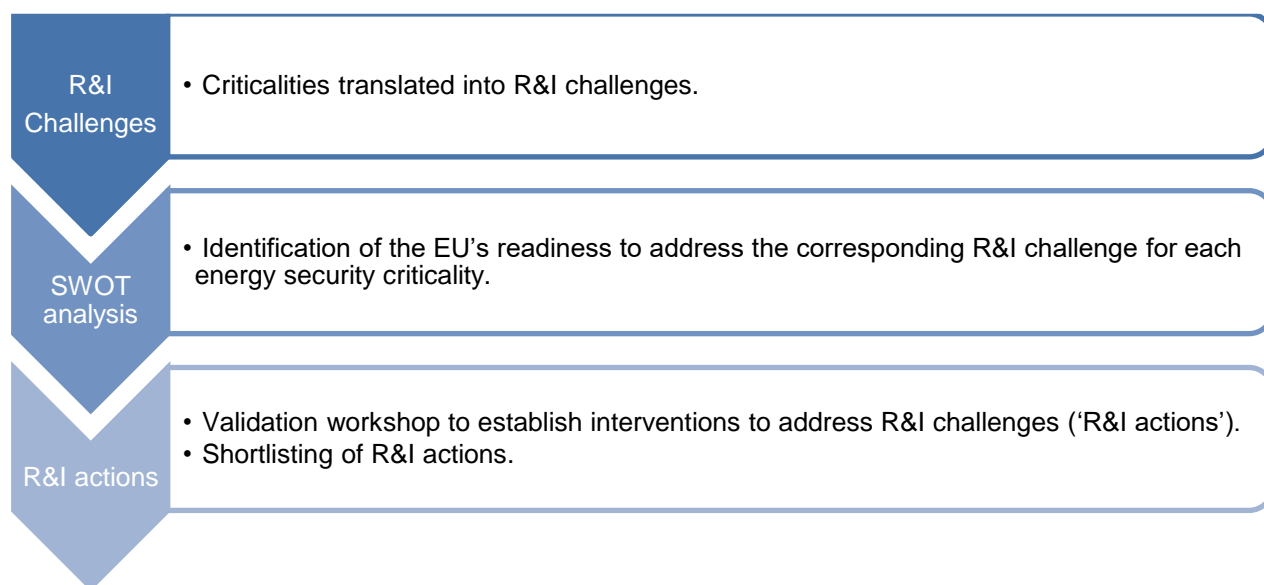 R&I
Challenges
• Criticalities translated into R&I challenges.
SWOT
analysis
• Identification of the EU’s readiness to address the corresponding R&I challenge for each
energy security criticality.
R&I actions
• Validation workshop to establish interventions to address R&I challenges (‘R&I actions’).
• Shortlisting of R&I actions.